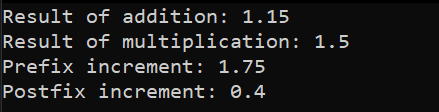 Result of addition: 1.15
Result of multiplication: 1.5
Prefix increment: 1.75
Postfix increment: 0.4